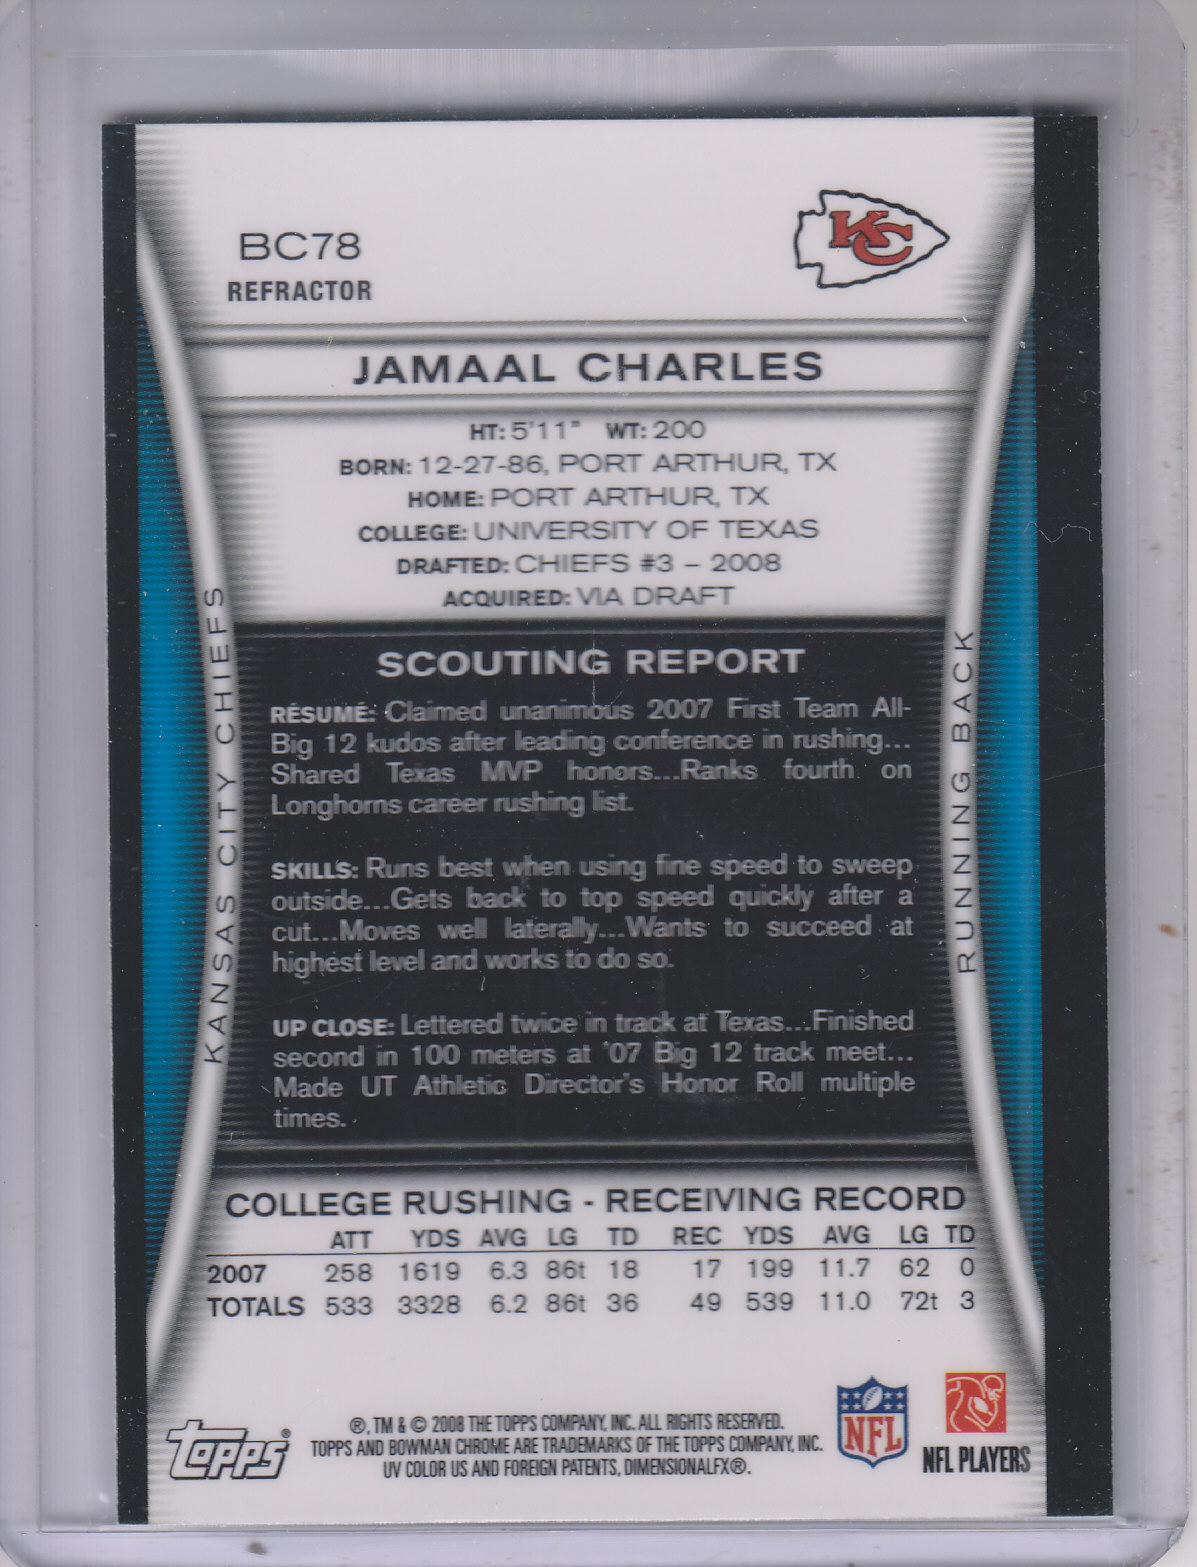 BC78
REFRACTOR
KC
JAMAAL CHARLES
HT: 5'11" WT: 200
BORN: 12-27-86, PORT ARTHUR, TX
HOME: PORT ARTHUR, TX
COLLEGE: UNIVERSITY OF TEXAS
DRAFTED: CHIEFS #3 – 2008
ACQUIRED: VIA DRAFT
KANSAS CITY CHIEFS
RUNNING BACK
SCOUTING REPORT
RÉSUMÉ: Claimed unanimous 2007 First Team All-
Big 12 kudos after leading conference in rushing...
Shared Texas MVP honors...Ranks fourth on
Longhorns career rushing list.
SKILLS: Runs best when using fine speed to sweep
outside...Gets back to top speed quickly after a
cut...Moves well laterally...Wants to succeed at
highest level and works to do so.
UP CLOSE: Lettered twice in track at Texas...Finished
second in 100 meters at '07 Big 12 track meet...
Made UT Athletic Director's Honor Roll multiple
times.
COLLEGE RUSHING - RECEIVING RECORD
ATT YDS AVG LG TD REC YDS AVG LG TD
2007 258 1619 6.3 86t 18 17 199 11.7 62 0
TOTALS 533 3328 6.2 86t 36 49 539 11.0 72t 3
Topps®
®, TM & © 2008 THE TOPPS COMPANY, INC. ALL RIGHTS RESERVED.
TOPPS AND BOWMAN CHROME ARE TRADEMARKS OF THE TOPPS COMPANY, INC.
UV COLOR US AND FOREIGN PATENTS, DIMENSIONALFX®.
NFL
NFL PLAYERS